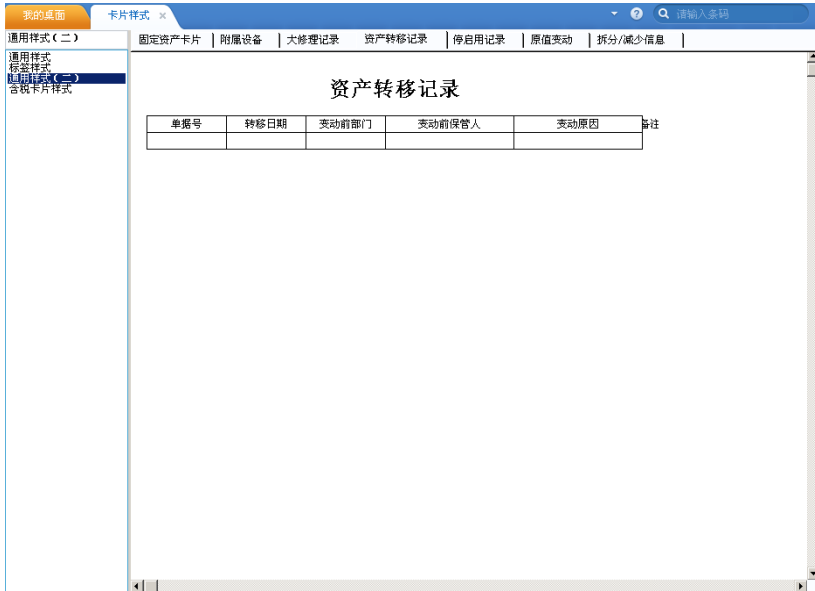 我的桌面 卡片样式 × 请输入条码
通用样式(二) 固定资产卡片 附属设备 大修理记录 资产转移记录 停启用记录 原值变动 拆分/减少信息
通用样式
标签样式
通用样式(二)
含税卡片样式
资产转移记录
单据号 转移日期 变动前部门 变动前保管人 变动原因 备注